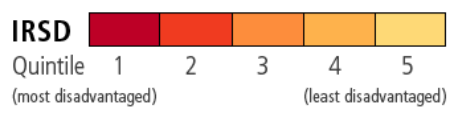 IRSD
Quintile 1 2 3 4 5
(most disadvantaged) (least disadvantaged)